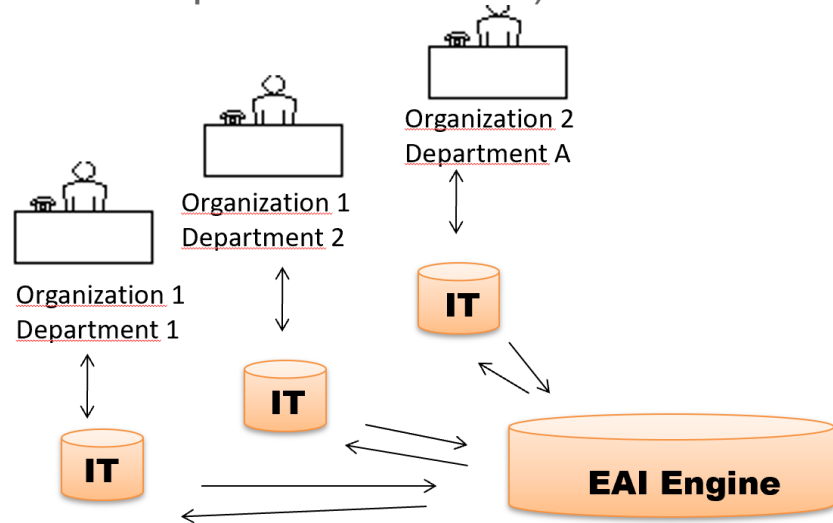 Organization 2
Department A
Organization 1
Department 2
Organization 1
Department 1
IT
IT
IT
EAI Engine